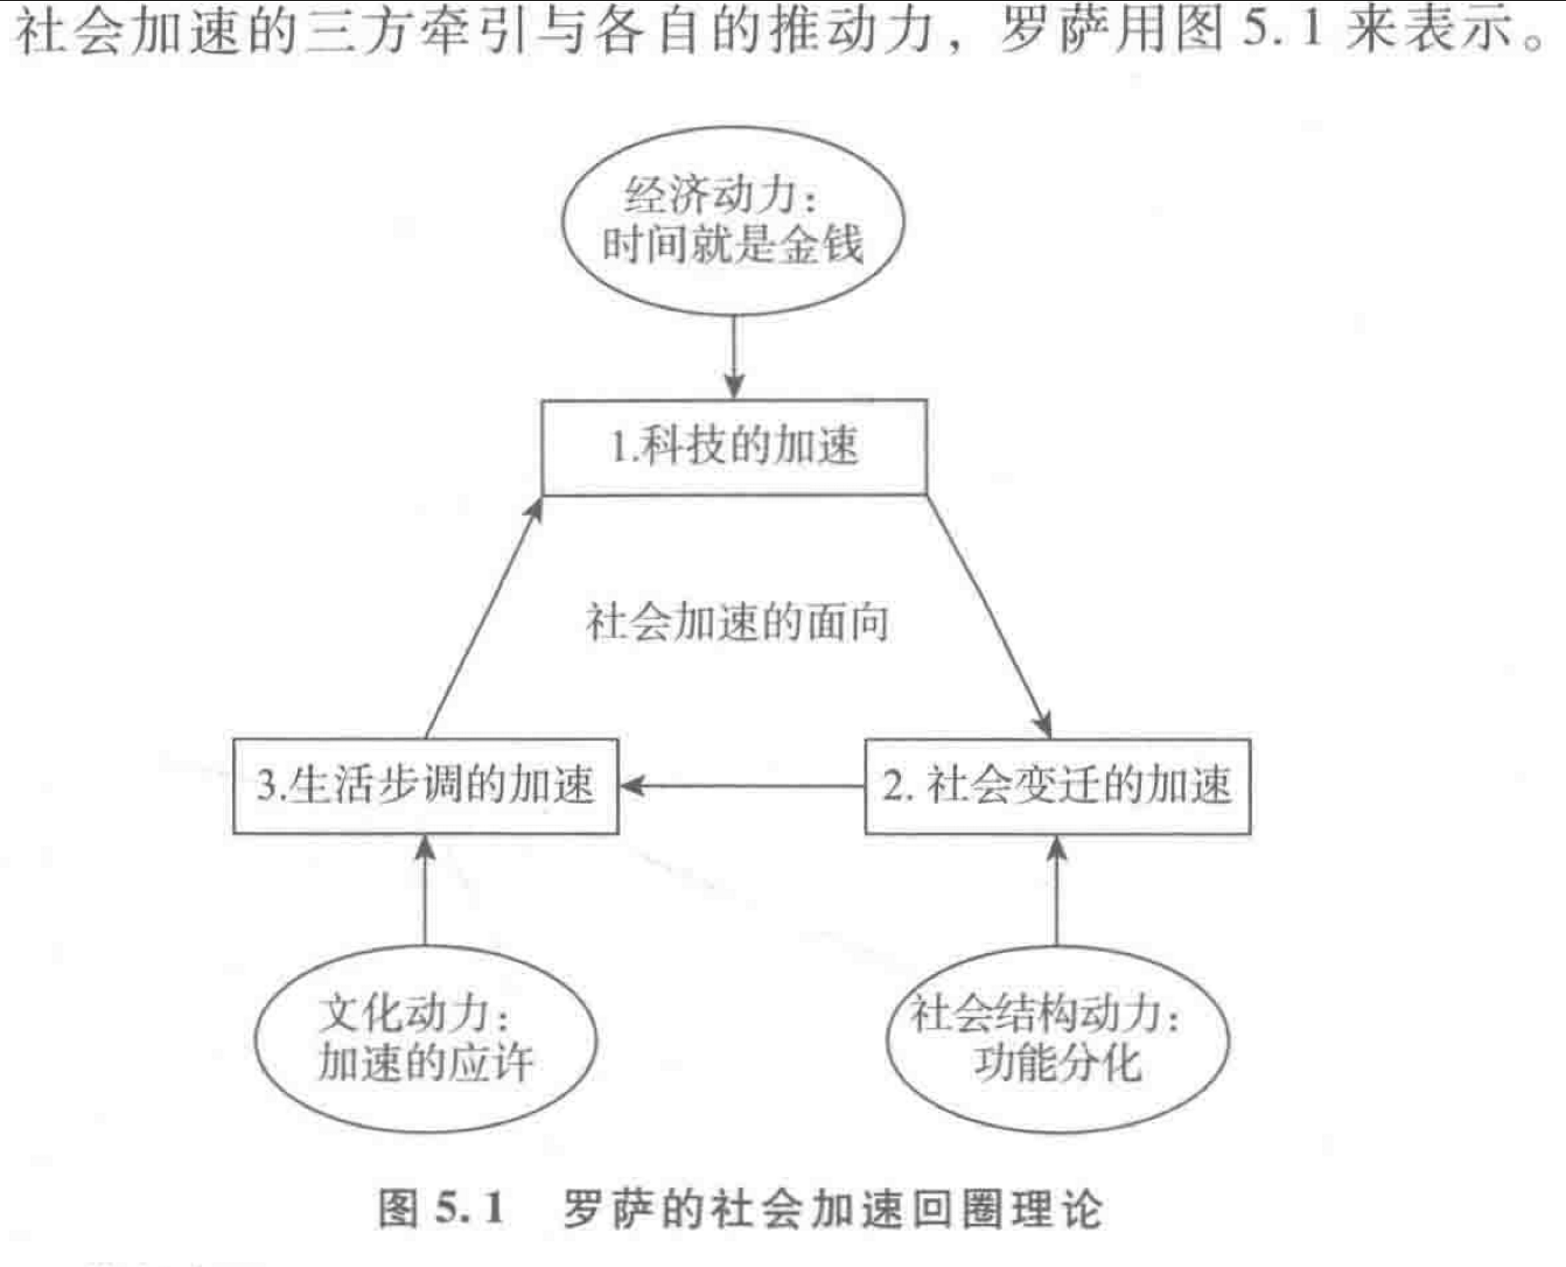 社会加速的三方牵引与各自的推动力，罗萨用图 5.1 来表示。
经济动力：
时间就是金钱
1.科技的加速
社会加速的面向
3.生活步调的加速
2. 社会变迁的加速
文化动力：
加速的应许
社会结构动力：
功能分化
图 5.1 罗萨的社会加速回圈理论